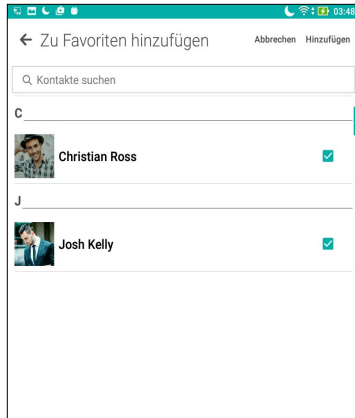 03:48
Zu Favoriten hinzufügen
Abbrechen Hinzufügen
Kontakte suchen
C
Christian Ross
J
Josh Kelly